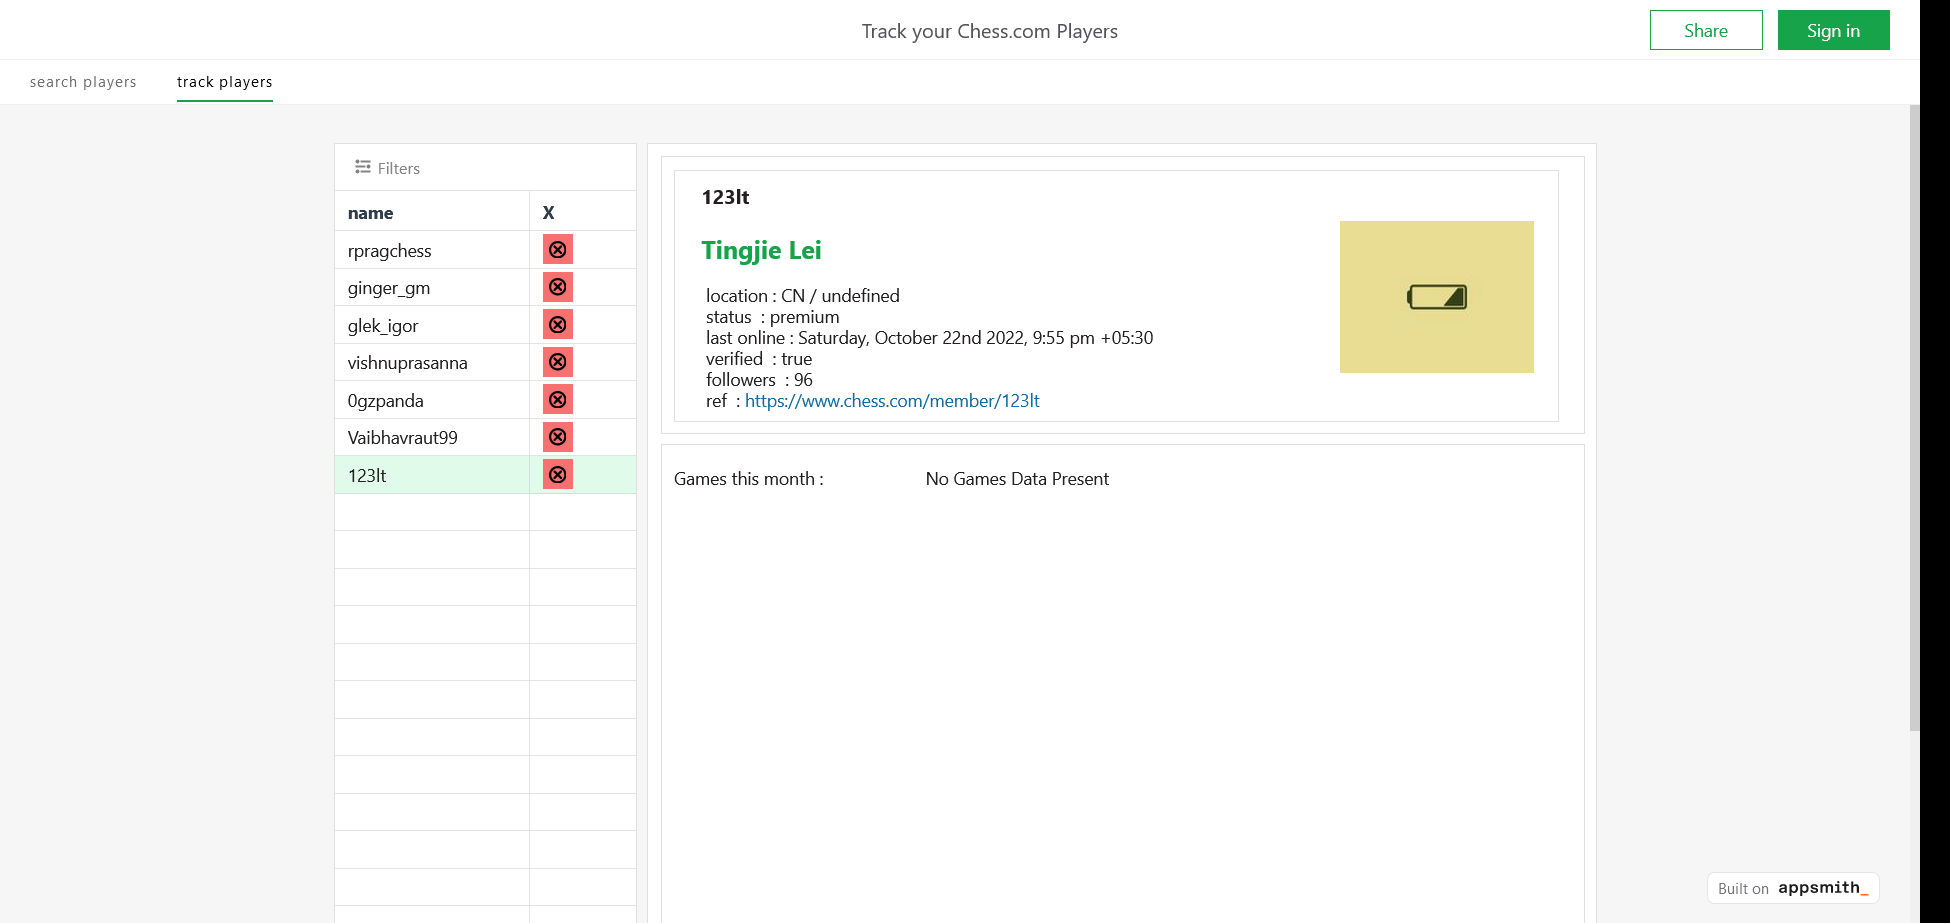 Track your Chess.com Players
Share
Sign in
search players
track players
Filters
name X
rpragchess
ginger_gm
glek_igor
vishnuprasanna
0gzpanda
Vaibhavraut99
123lt
123lt
Tingjie Lei
location : CN / undefined
status : premium
last online : Saturday, October 22nd 2022, 9:55 pm +05:30
verified : true
followers : 96
ref : https://www.chess.com/member/123lt
Games this month : No Games Data Present
Built on appsmith_